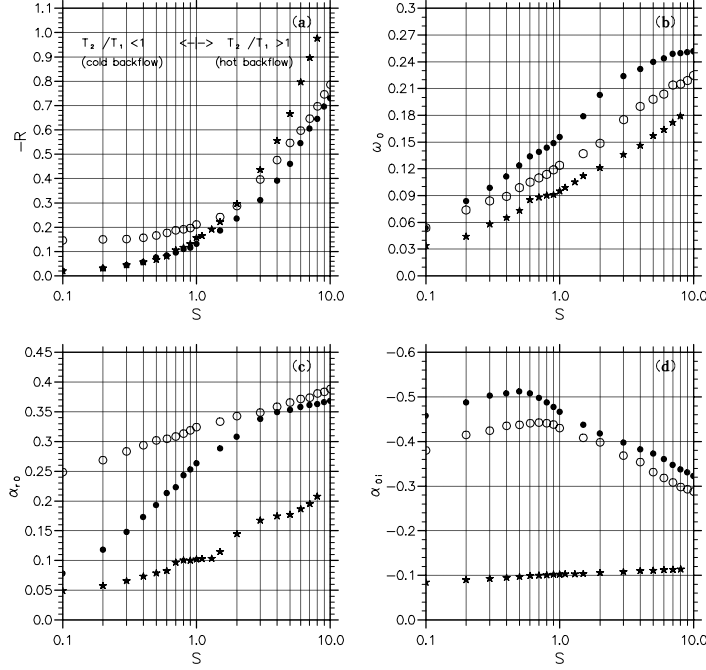 (a)
T₂ /T₁ <1 <-|-> T₂ /T₁ >1
(cold backflow) (hot backflow)
1.1
1.0
0.9
0.8
0.7
0.6
0.5
0.4
0.3
0.2
0.1
0.0
−R
0.1 1.0 10.0
S
(b)
0.3
0.27
0.24
0.21
0.18
0.15
0.12
0.09
0.06
0.03
0.0
ω₀
0.1 1.0 10.0
S
(c)
0.45
0.4
0.35
0.3
0.25
0.2
0.15
0.1
0.05
0.0
αᵣ₀
0.1 1.0 10.0
S
(d)
−0.6
−0.5
−0.4
−0.3
−0.2
−0.1
−0.0
α₀ᵢ
0.1 1.0 10.0
S